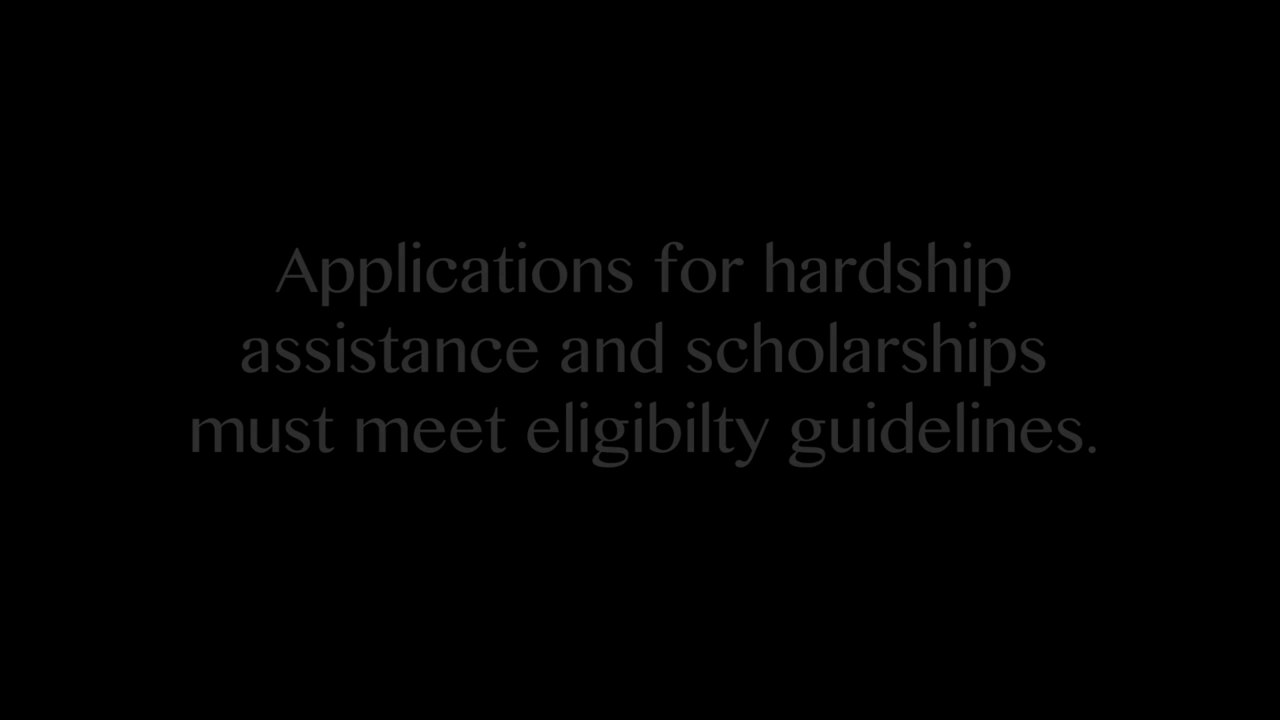 Applications for hardship
assistance and scholarships
must meet eligibilty guidelines.